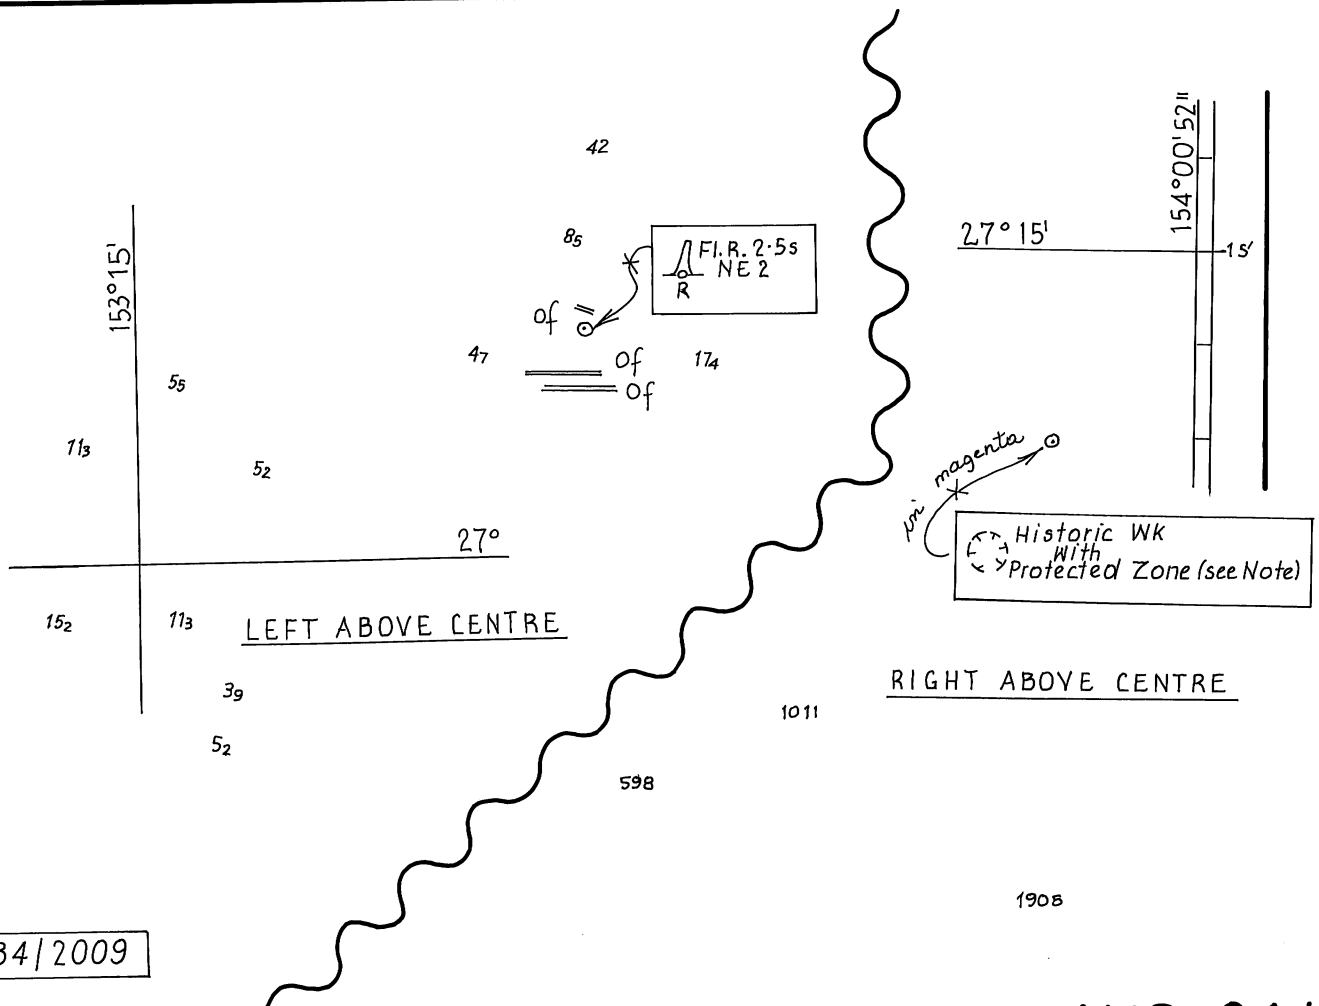 42
154°00'52"
27°15'
15'
85
Fl.R. 2·5s
NE 2
R
153°15'
Of
47
Of
174
Of
55
113
52
in magenta
27°
Historic WK
With
Protected Zone (see Note)
152
113
LEFT ABOVE CENTRE
39
52
RIGHT ABOVE CENTRE
1011
598
1908
34/2009